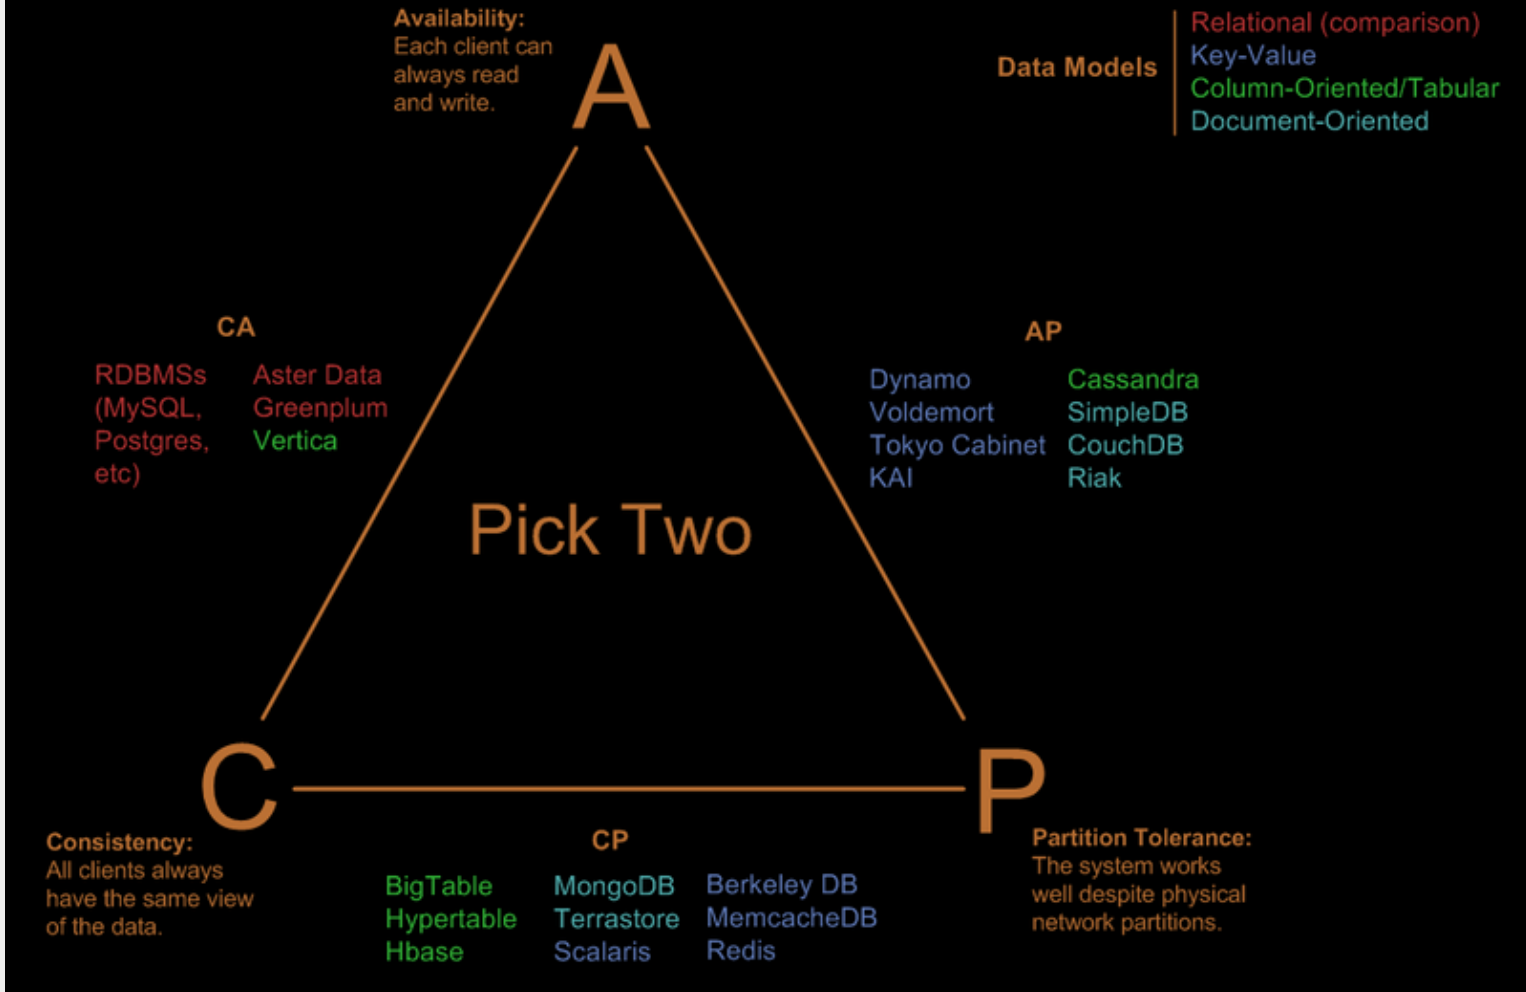 Availability:
Each client can
always read
and write.
A
Data Models
Relational (comparison)
Key-Value
Column-Oriented/Tabular
Document-Oriented
CA
RDBMSs
(MySQL,
Postgres,
etc)
Aster Data
Greenplum
Vertica
AP
Dynamo
Voldemort
Tokyo Cabinet
KAI
Cassandra
SimpleDB
CouchDB
Riak
Pick Two
C
Consistency:
All clients always
have the same view
of the data.
P
Partition Tolerance:
The system works
well despite physical
network partitions.
CP
BigTable
Hypertable
Hbase
MongoDB
Terrastore
Scalaris
Berkeley DB
MemcacheDB
Redis